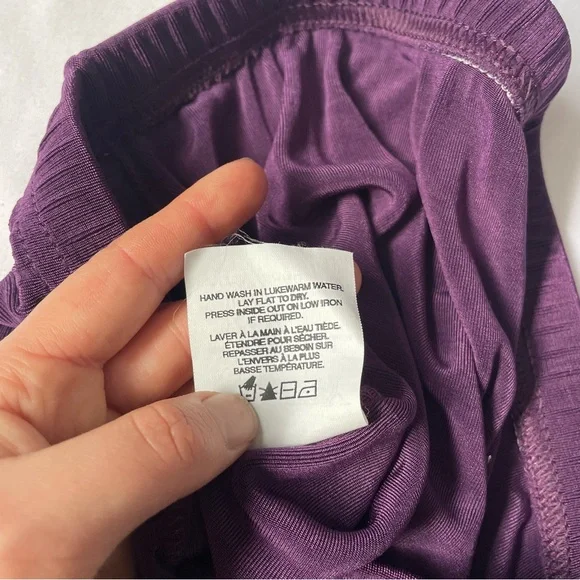 HAND WASH IN LUKEWARM WATER.
LAY FLAT TO DRY.
PRESS INSIDE OUT ON LOW IRON
IF REQUIRED.
LAVER À LA MAIN À L'EAU TIÈDE.
ÉTENDRE POUR SÉCHER.
REPASSER AU BESOIN SUR
L'ENVERS À LA PLUS
BASSE TEMPÉRATURE.